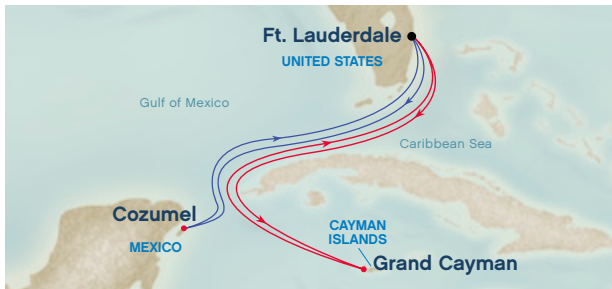 Ft. Lauderdale
UNITED STATES
Gulf of Mexico
Caribbean Sea
Cozumel
MEXICO
CAYMAN
ISLANDS
Grand Cayman